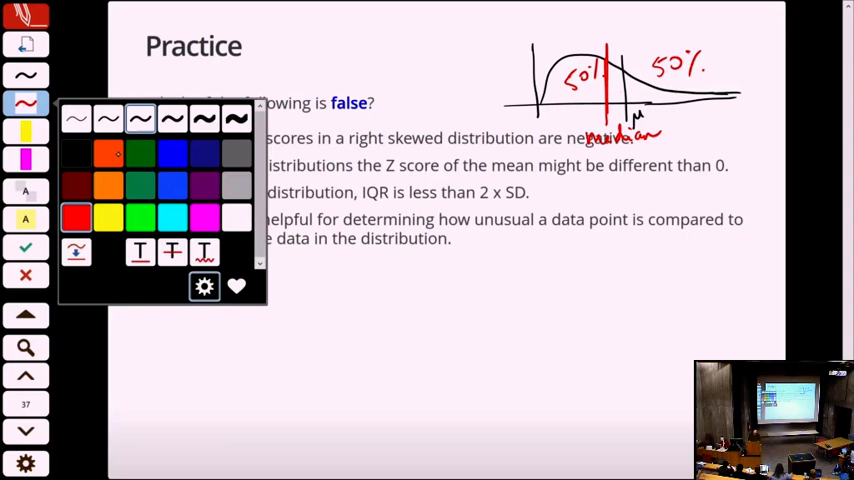 Practice
50%
50%
μ
following is false?
scores in a right skewed distribution are negative.
median
distributions the Z score of the mean might be different than 0.
distribution, IQR is less than 2 x SD.
helpful for determining how unusual a data point is compared to
data in the distribution.
A
A
T
T
T
37